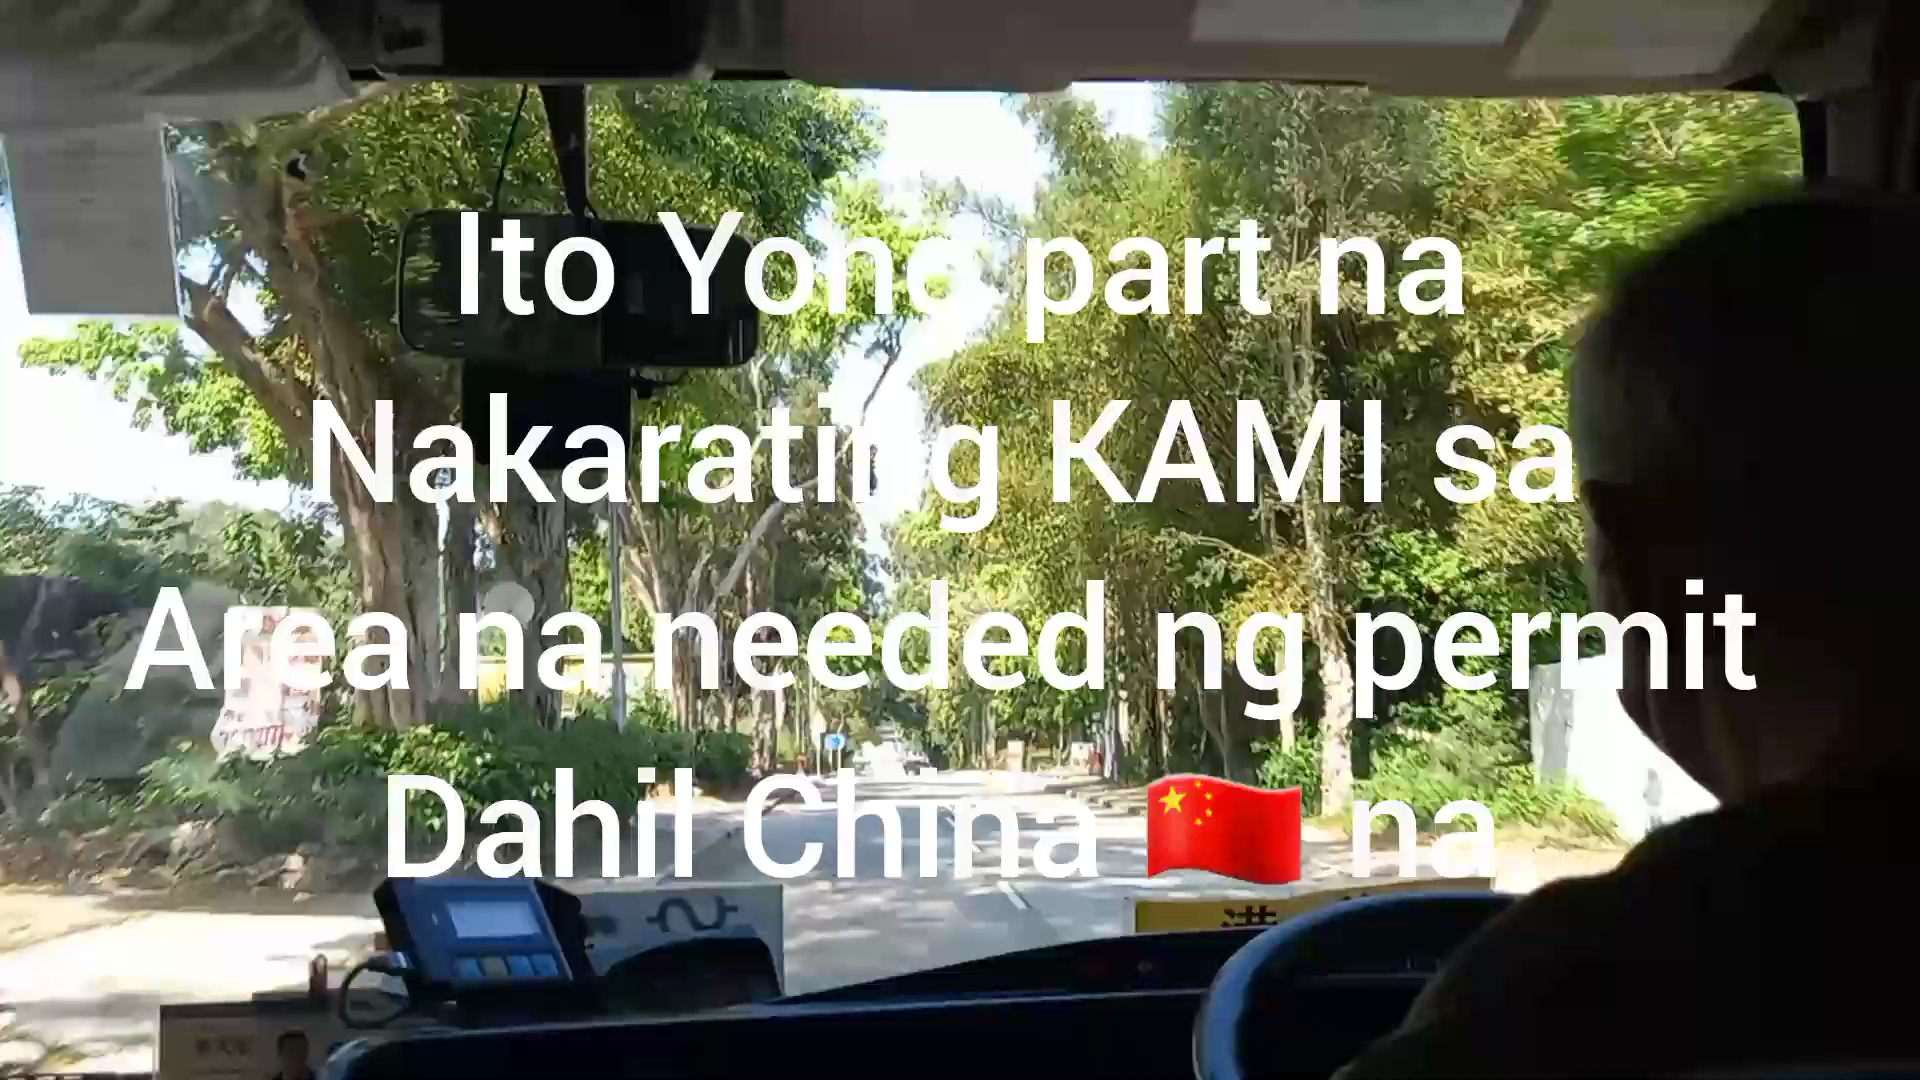 Ito Yong part na
Nakarating KAMI sa
Area na needed ng permit
Dahil China 🇨🇳 na